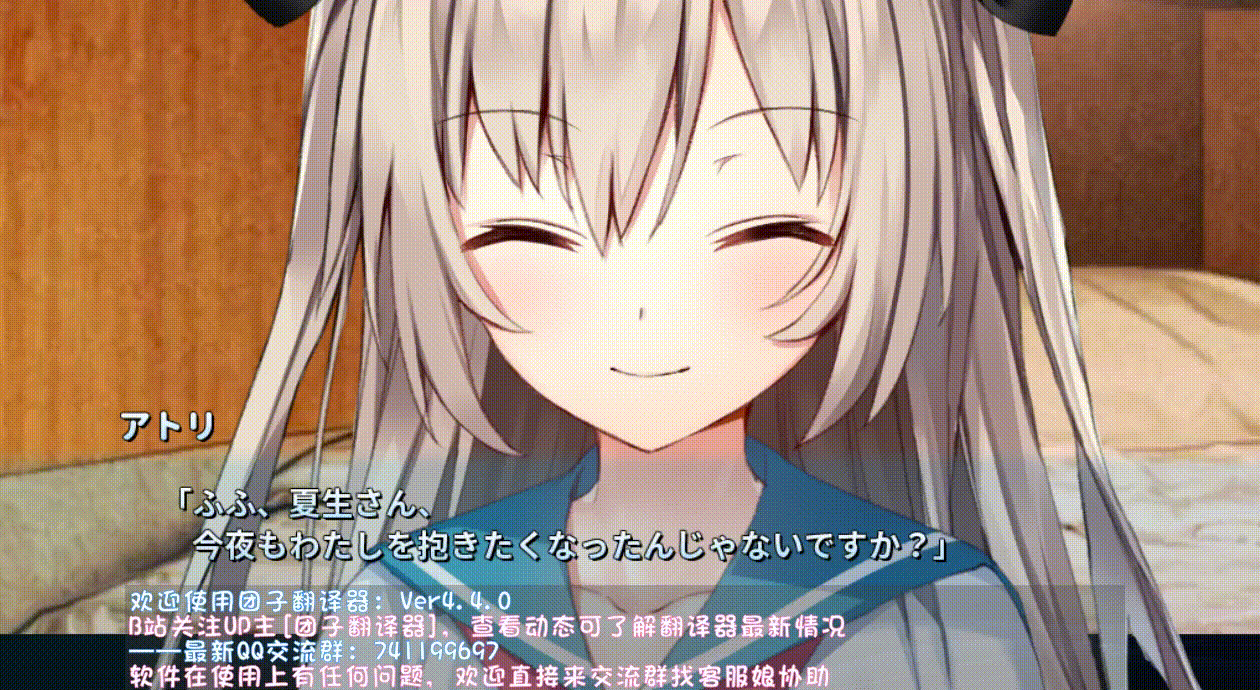 アトリ
「ふふ、夏生さん、
今夜もわたしを抱きたくなったんじゃないですか？」
欢迎使用团子翻译器: Ver4.4.0
B站关注UP主[团子翻译器], 查看动态可了解翻译器最新情况
——最新QQ交流群: 741199697
软件在使用上有任何问题, 欢迎直接来交流群找客服娘协助